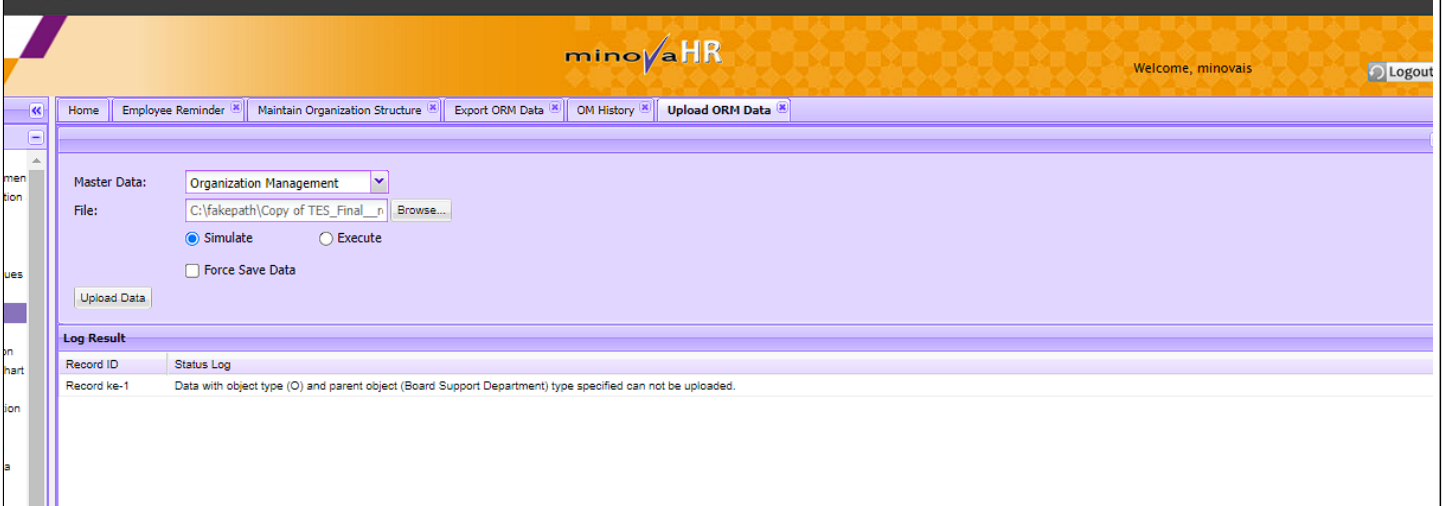 minovaHR
Welcome, minovais
Logout
Home Employee Reminder Maintain Organization Structure Export ORM Data OM History Upload ORM Data
Master Data: Organization Management
File: C:\fakepath\Copy of TES_Final__r Browse...
Simulate Execute
Force Save Data
Upload Data
Log Result
Record ID Status Log
Record ke-1 Data with object type (O) and parent object (Board Support Department) type specified can not be uploaded.